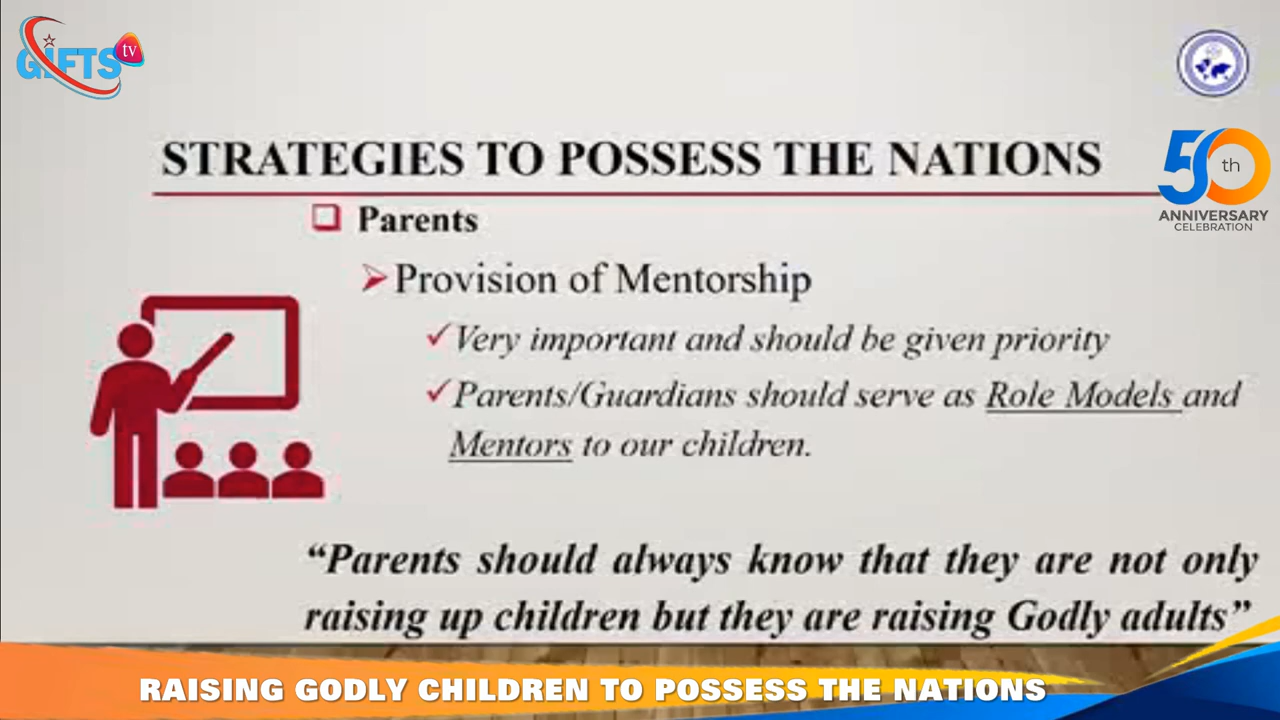 GIFTS tv
50th
ANNIVERSARY
CELEBRATION
STRATEGIES TO POSSESS THE NATIONS
Parents
Provision of Mentorship
Very important and should be given priority
Parents/Guardians should serve as Role Models and
Mentors to our children.
“Parents should always know that they are not only
raising up children but they are raising Godly adults”
RAISING GODLY CHILDREN TO POSSESS THE NATIONS